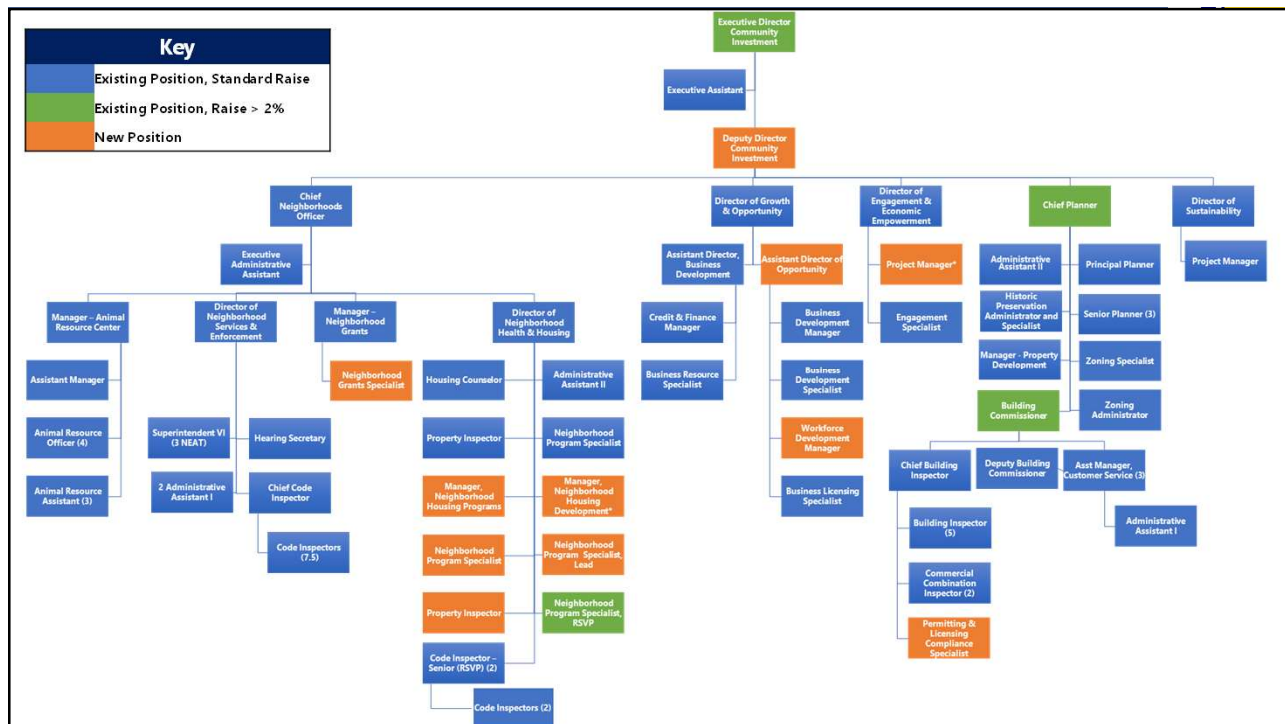 Key
Existing Position, Standard Raise
Existing Position, Raise > 2%
New Position
Executive Director
Community
Investment
Executive Assistant
Deputy Director
Community
Investment
Chief
Neighborhoods
Officer
Director of Growth
& Opportunity
Director of
Engagement &
Economic
Empowerment
Chief Planner
Director of
Sustainability
Executive
Administrative
Assistant
Assistant Director,
Business
Development
Assistant Director of
Opportunity
Project Manager*
Administrative
Assistant II
Principal Planner
Project Manager
Manager – Animal
Resource Center
Director of
Neighborhood
Services &
Enforcement
Manager –
Neighborhood
Grants
Director of
Neighborhood
Health & Housing
Credit & Finance
Manager
Business
Development
Manager
Engagement
Specialist
Historic
Preservation
Administrator and
Specialist
Senior Planner (3)
Assistant Manager
Neighborhood
Grants Specialist
Housing Counselor
Administrative
Assistant II
Business Resource
Specialist
Business
Development
Specialist
Manager - Property
Development
Zoning Specialist
Animal Resource
Officer (4)
Superintendent VI
(3 NEAT)
Hearing Secretary
Property Inspector
Neighborhood
Program Specialist
Workforce
Development
Manager
Building
Commissioner
Zoning
Administrator
Animal Resource
Assistant (3)
2 Administrative
Assistant I
Chief Code
Inspector
Manager,
Neighborhood
Housing Programs
Manager,
Neighborhood
Housing
Development*
Business Licensing
Specialist
Chief Building
Inspector
Deputy Building
Commissioner
Asst Manager,
Customer Service (3)
Code Inspectors
(7.5)
Neighborhood
Program Specialist
Neighborhood
Program Specialist,
Lead
Building Inspector
(5)
Administrative
Assistant I
Property Inspector
Neighborhood
Program Specialist,
RSVP
Commercial
Combination
Inspector (2)
Code Inspector –
Senior (RSVP) (2)
Permitting &
Licensing
Compliance
Specialist
Code Inspectors (2)